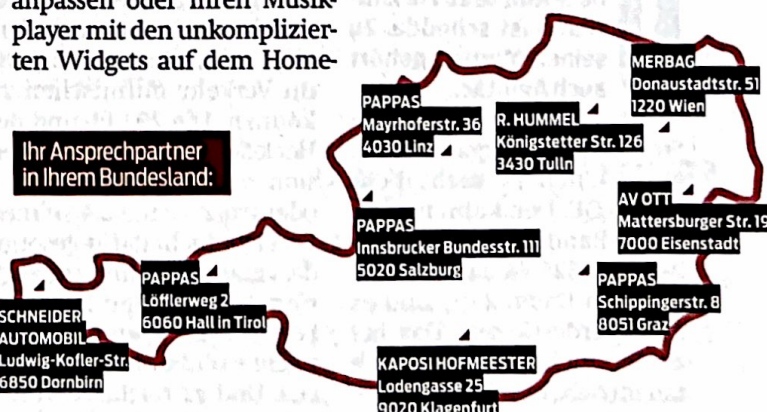 anpassen oder Ihren Musik-
player mit den unkomplizier-
ten Widgets auf dem Home-
Ihr Ansprechpartner
in Ihrem Bundesland:
PAPPAS
Mayrhoferstr. 36
4030 Linz
R. HUMMEL
Königstetter Str. 126
3430 Tulln
MERBAG
Donaustadtstr. 51
1220 Wien
AV OTT
Mattersburger Str. 19
7000 Eisenstadt
PAPPAS
Innsbrucker Bundesstr. 111
5020 Salzburg
PAPPAS
Schippingerstr. 8
8051 Graz
PAPPAS
Löfflerweg 2
6060 Hall in Tirol
SCHNEIDER
AUTOMOBIL
Ludwig-Kofler-Str.
6850 Dornbirn
KAPOSI HOFMEESTER
Lodengasse 25
9020 Klagenfurt